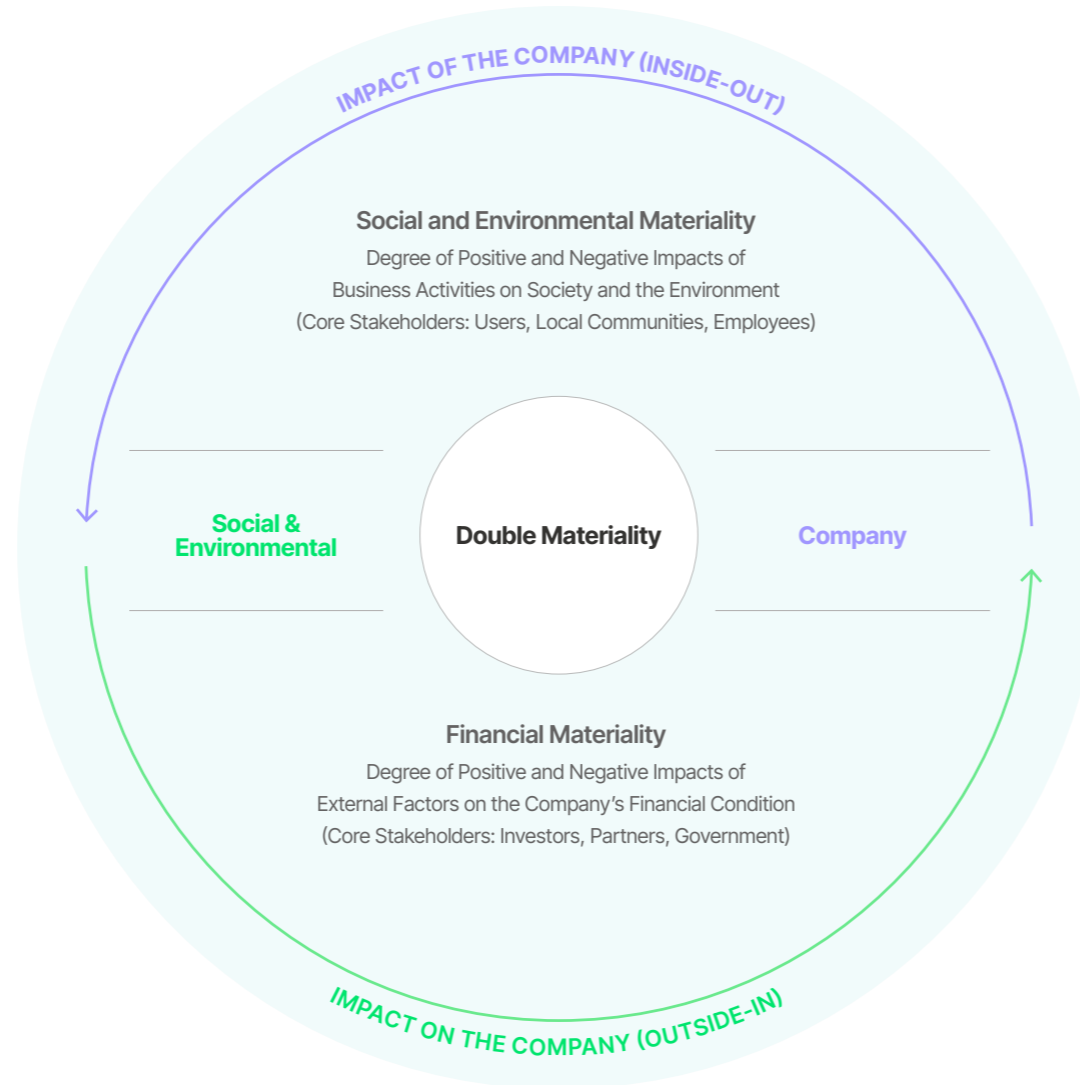 IMPACT OF THE COMPANY (INSIDE-OUT)
Social and Environmental Materiality
Degree of Positive and Negative Impacts of
Business Activities on Society and the Environment
(Core Stakeholders: Users, Local Communities, Employees)
Social &
Environmental
Double Materiality
Company
Financial Materiality
Degree of Positive and Negative Impacts of
External Factors on the Company’s Financial Condition
(Core Stakeholders: Investors, Partners, Government)
IMPACT ON THE COMPANY (OUTSIDE-IN)